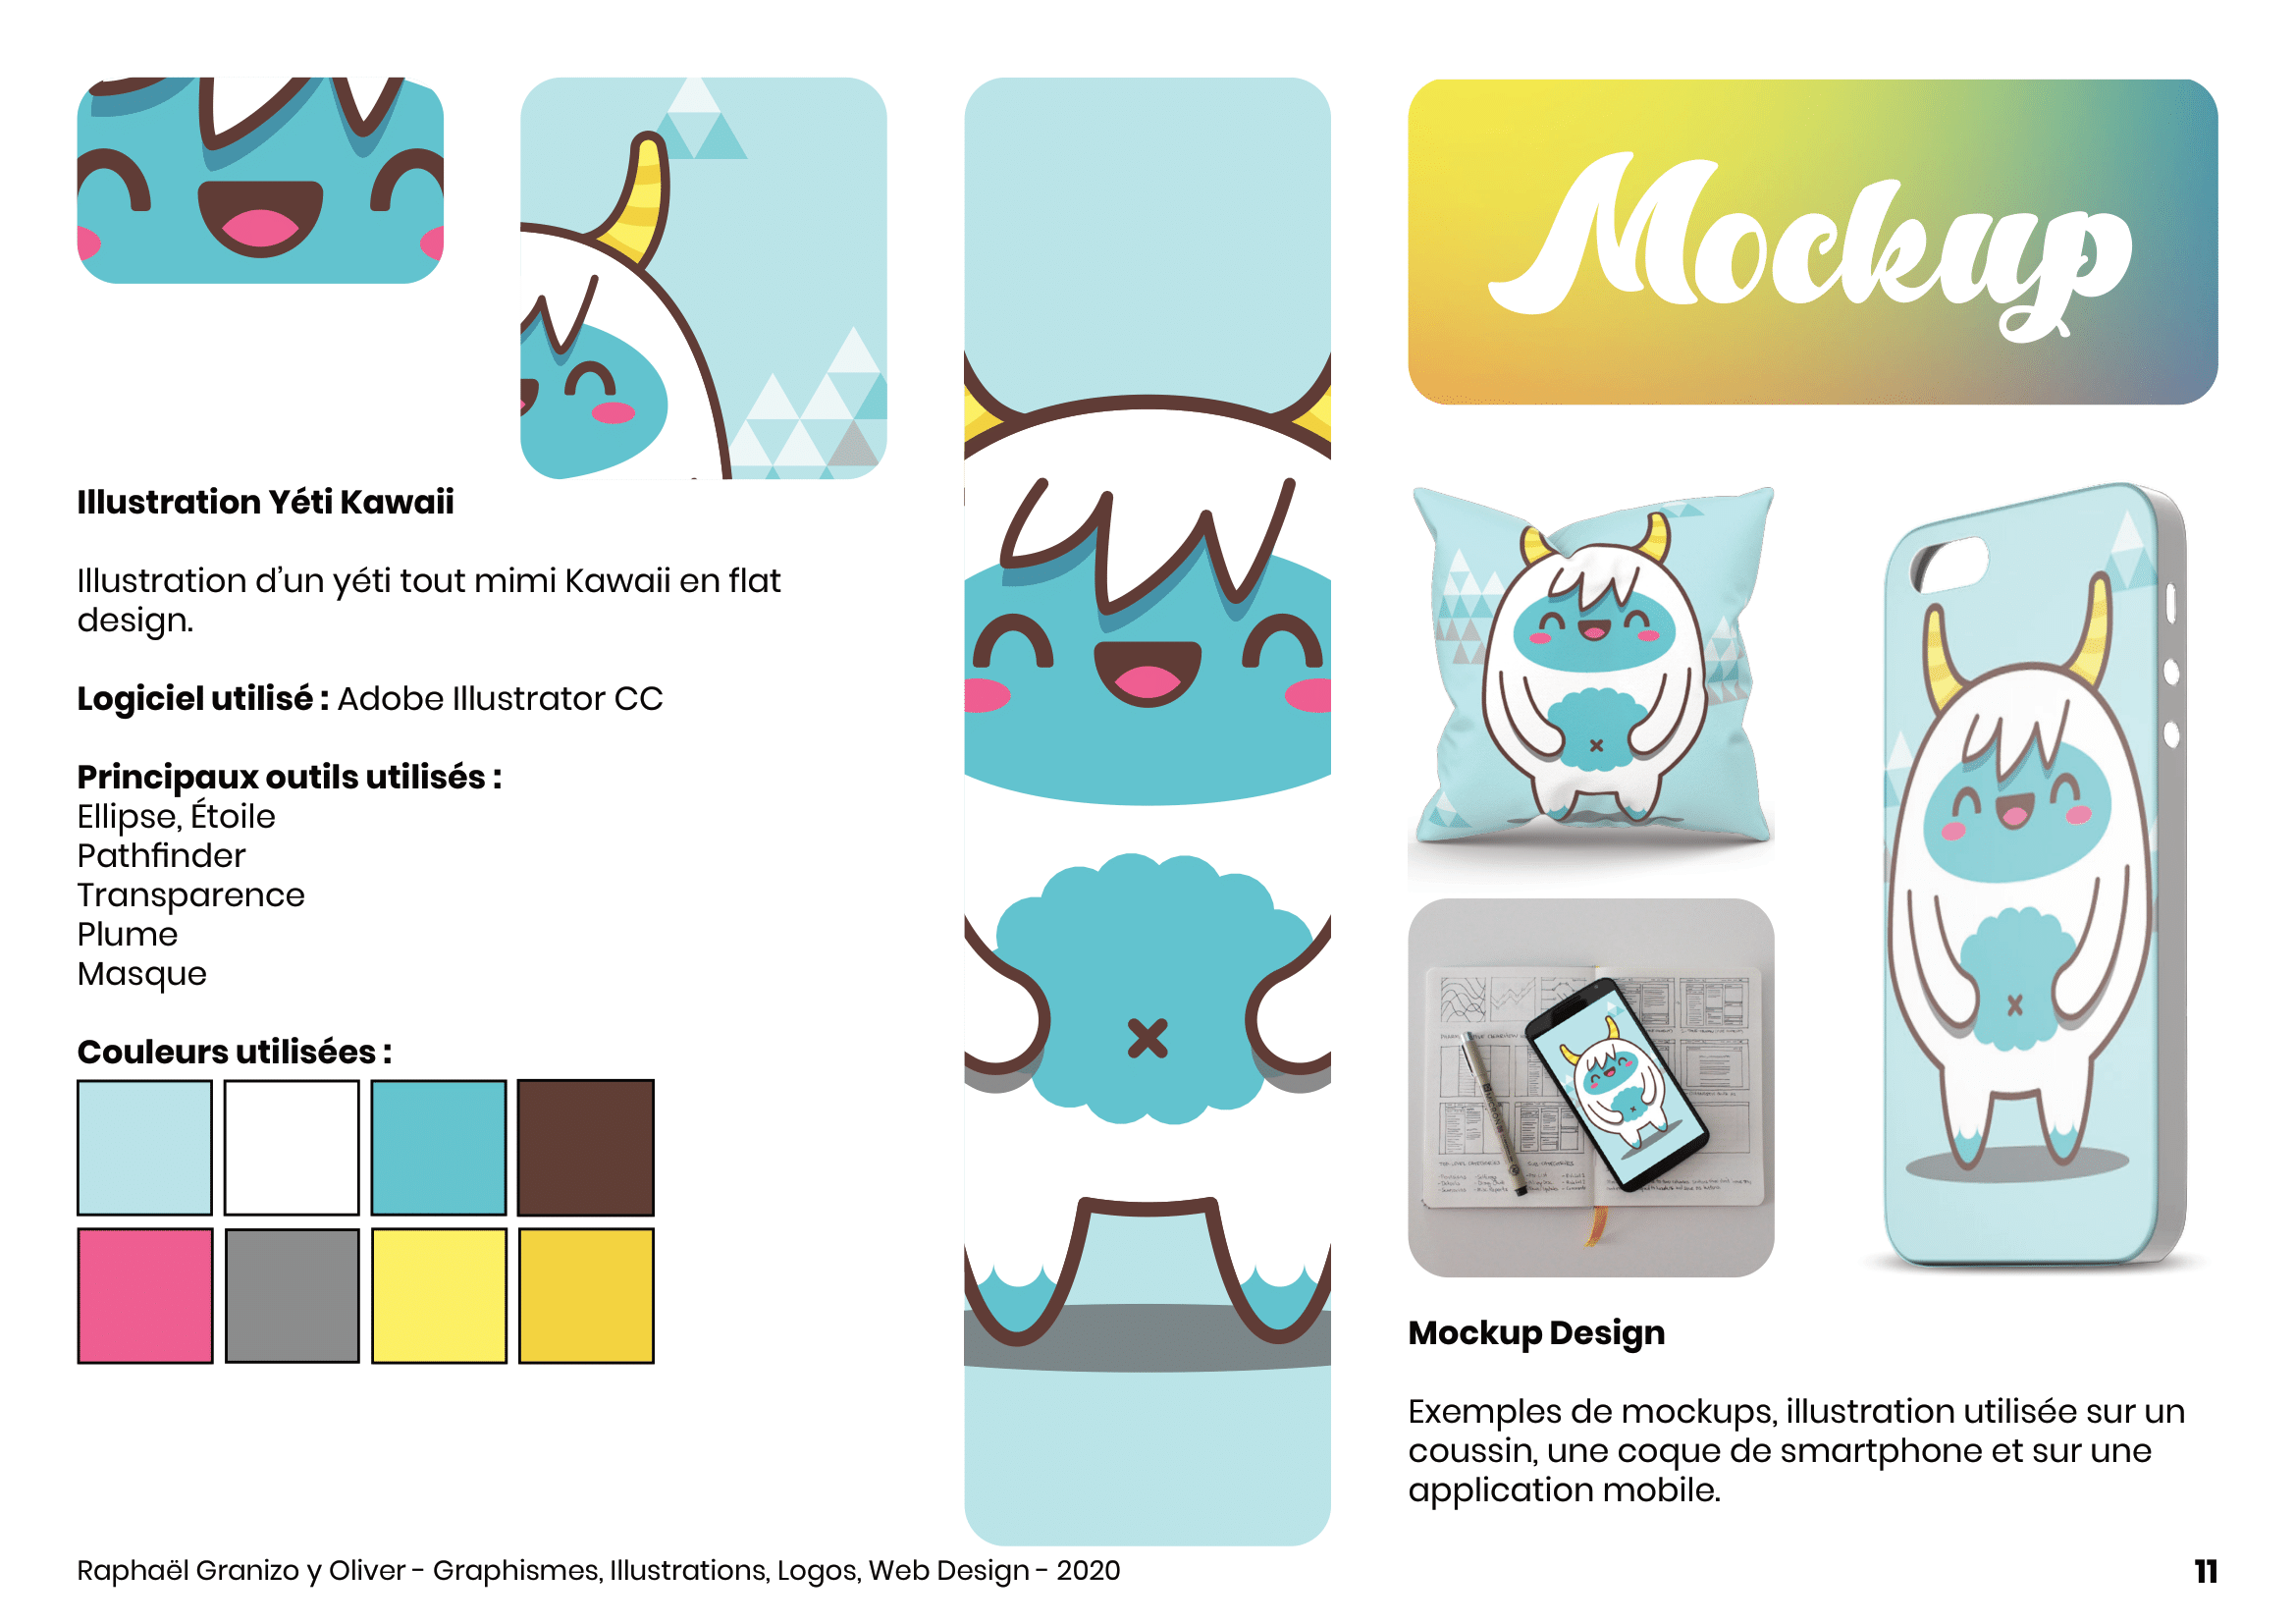 Illustration Yéti Kawaii
Illustration d’un yéti tout mimi Kawaii en flat
design.
Logiciel utilisé : Adobe Illustrator CC
Principaux outils utilisés :
Ellipse, Étoile
Pathfinder
Transparence
Plume
Masque
Couleurs utilisées :
Mockup
Mockup Design
Exemples de mockups, illustration utilisée sur un
coussin, une coque de smartphone et sur une
application mobile.
Raphaël Granizo y Oliver - Graphismes, Illustrations, Logos, Web Design - 2020
11